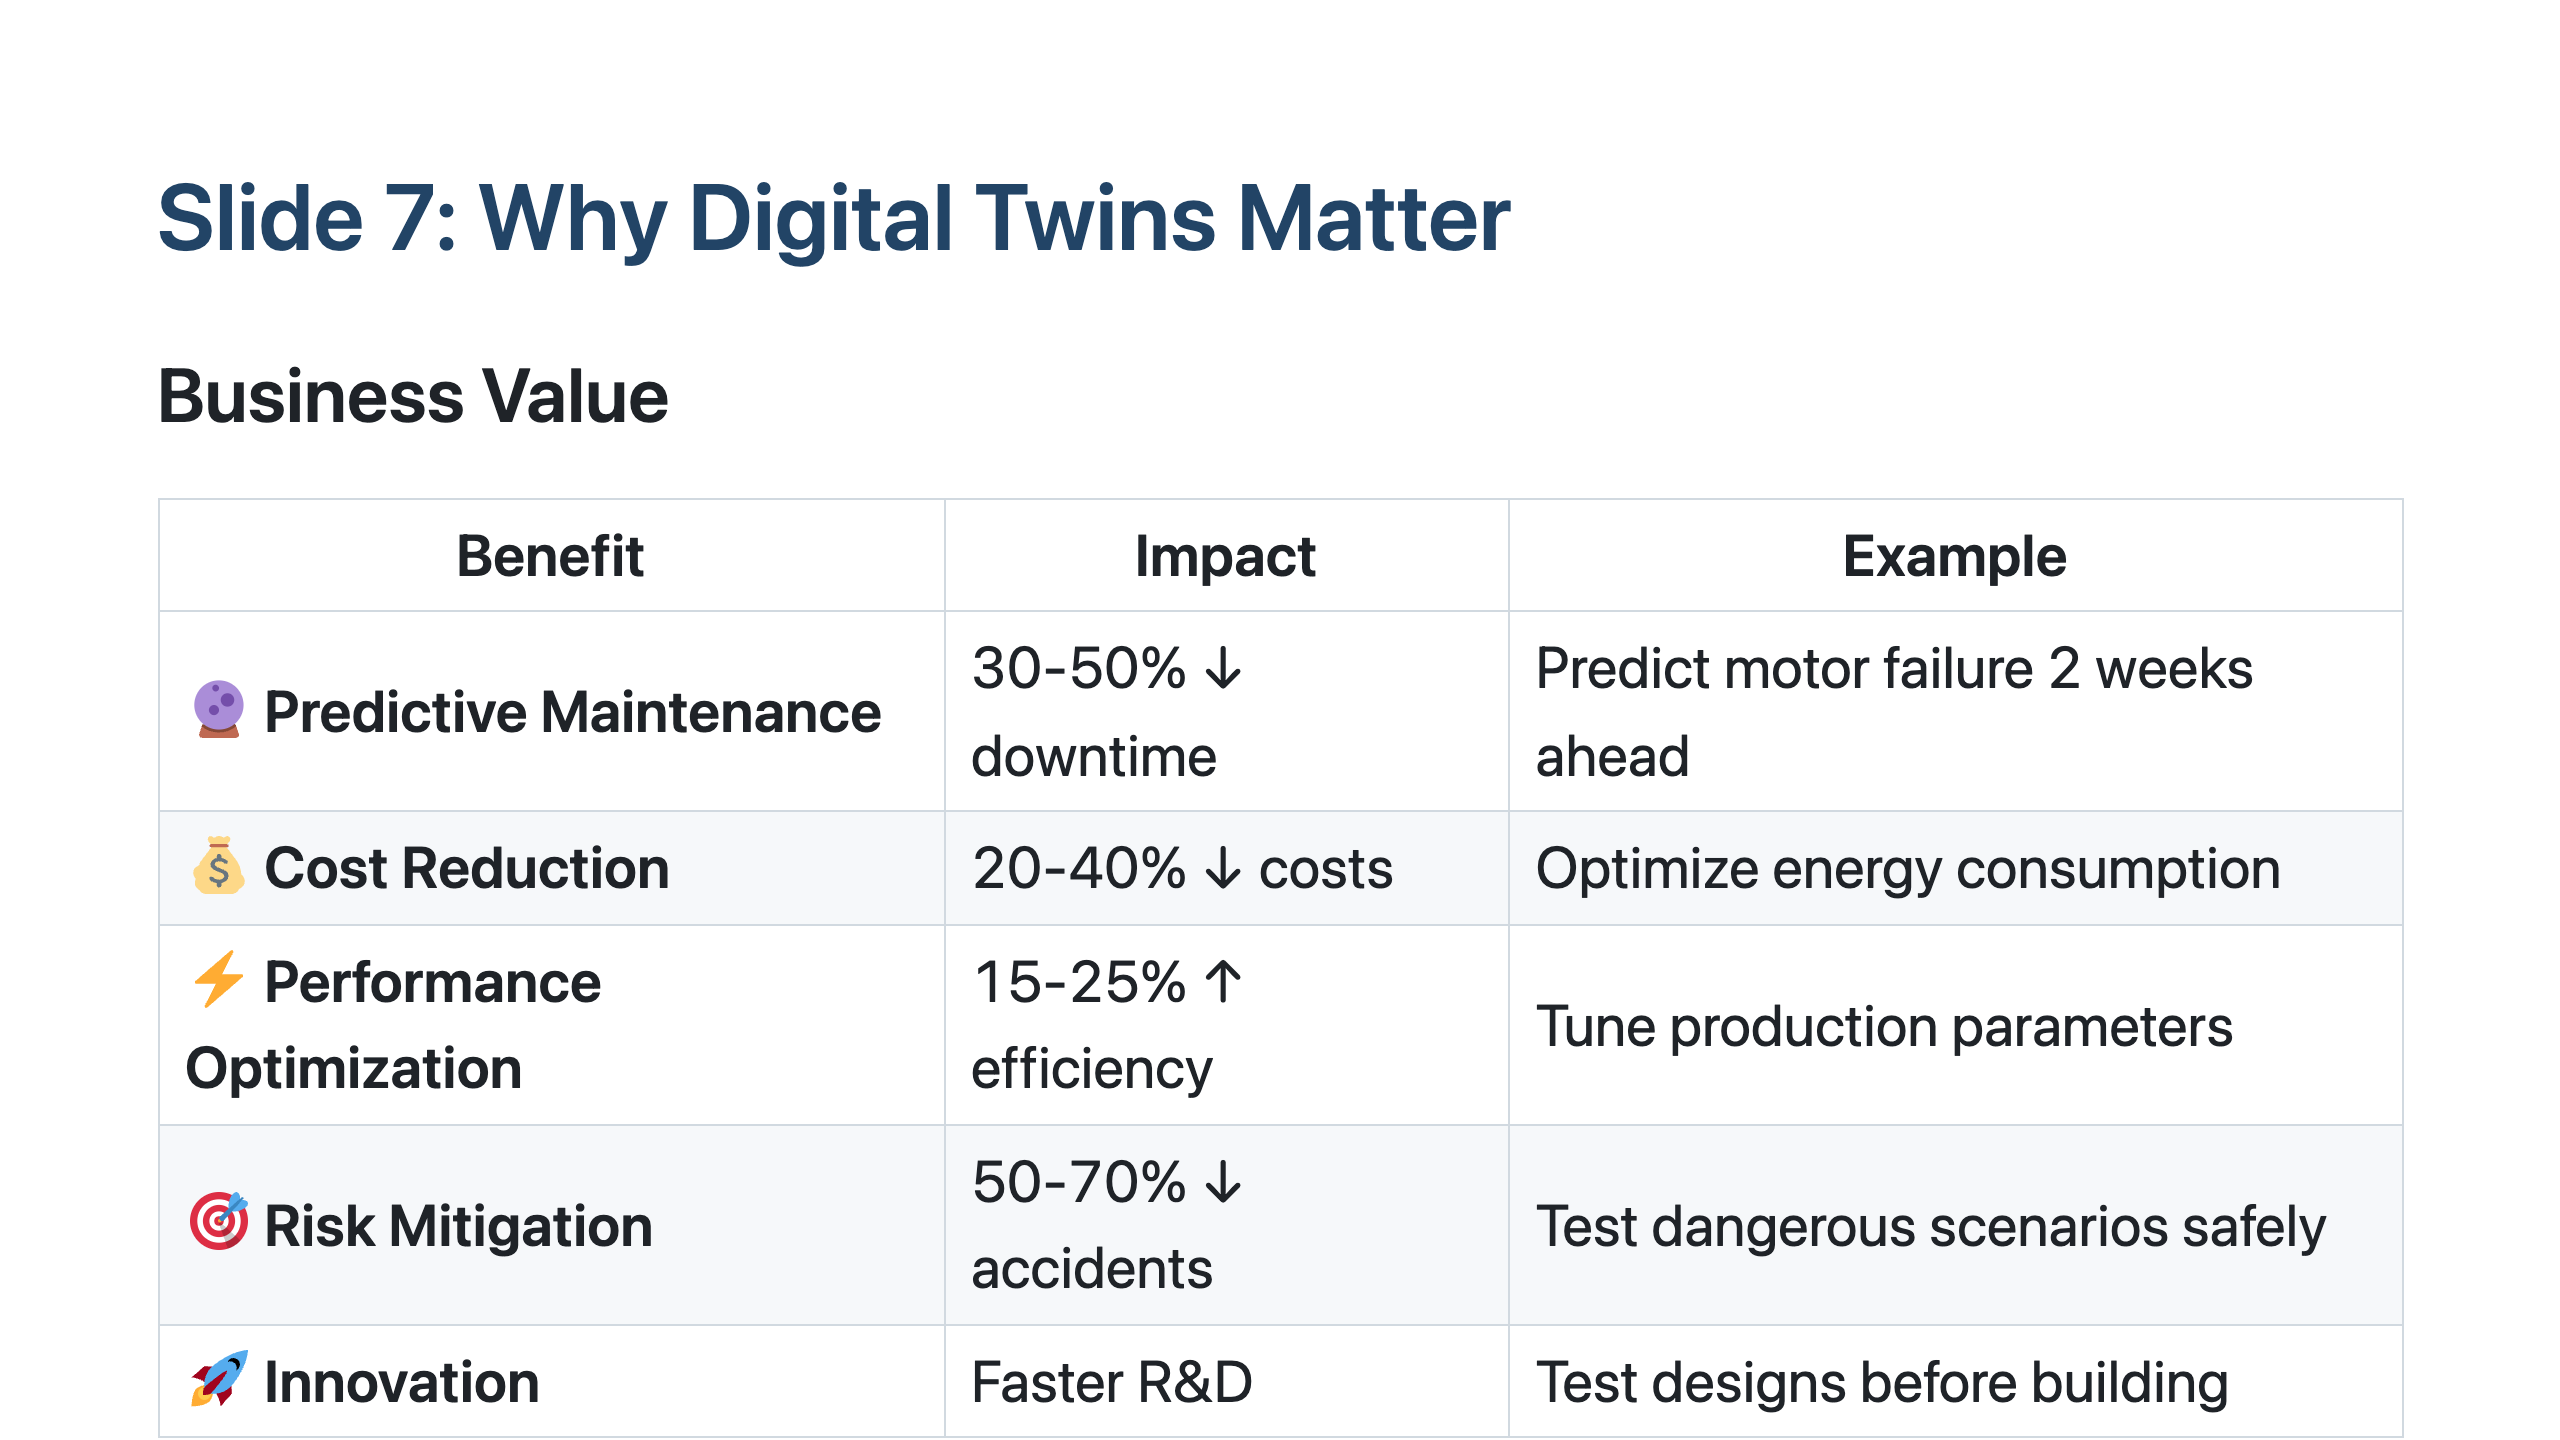 Slide 7: Why Digital Twins Matter
Business Value
Benefit Impact Example
🔮 Predictive Maintenance 30-50% ↓ downtime Predict motor failure 2 weeks ahead
💰 Cost Reduction 20-40% ↓ costs Optimize energy consumption
⚡ Performance Optimization 15-25% ↑ efficiency Tune production parameters
🎯 Risk Mitigation 50-70% ↓ accidents Test dangerous scenarios safely
🚀 Innovation Faster R&D Test designs before building